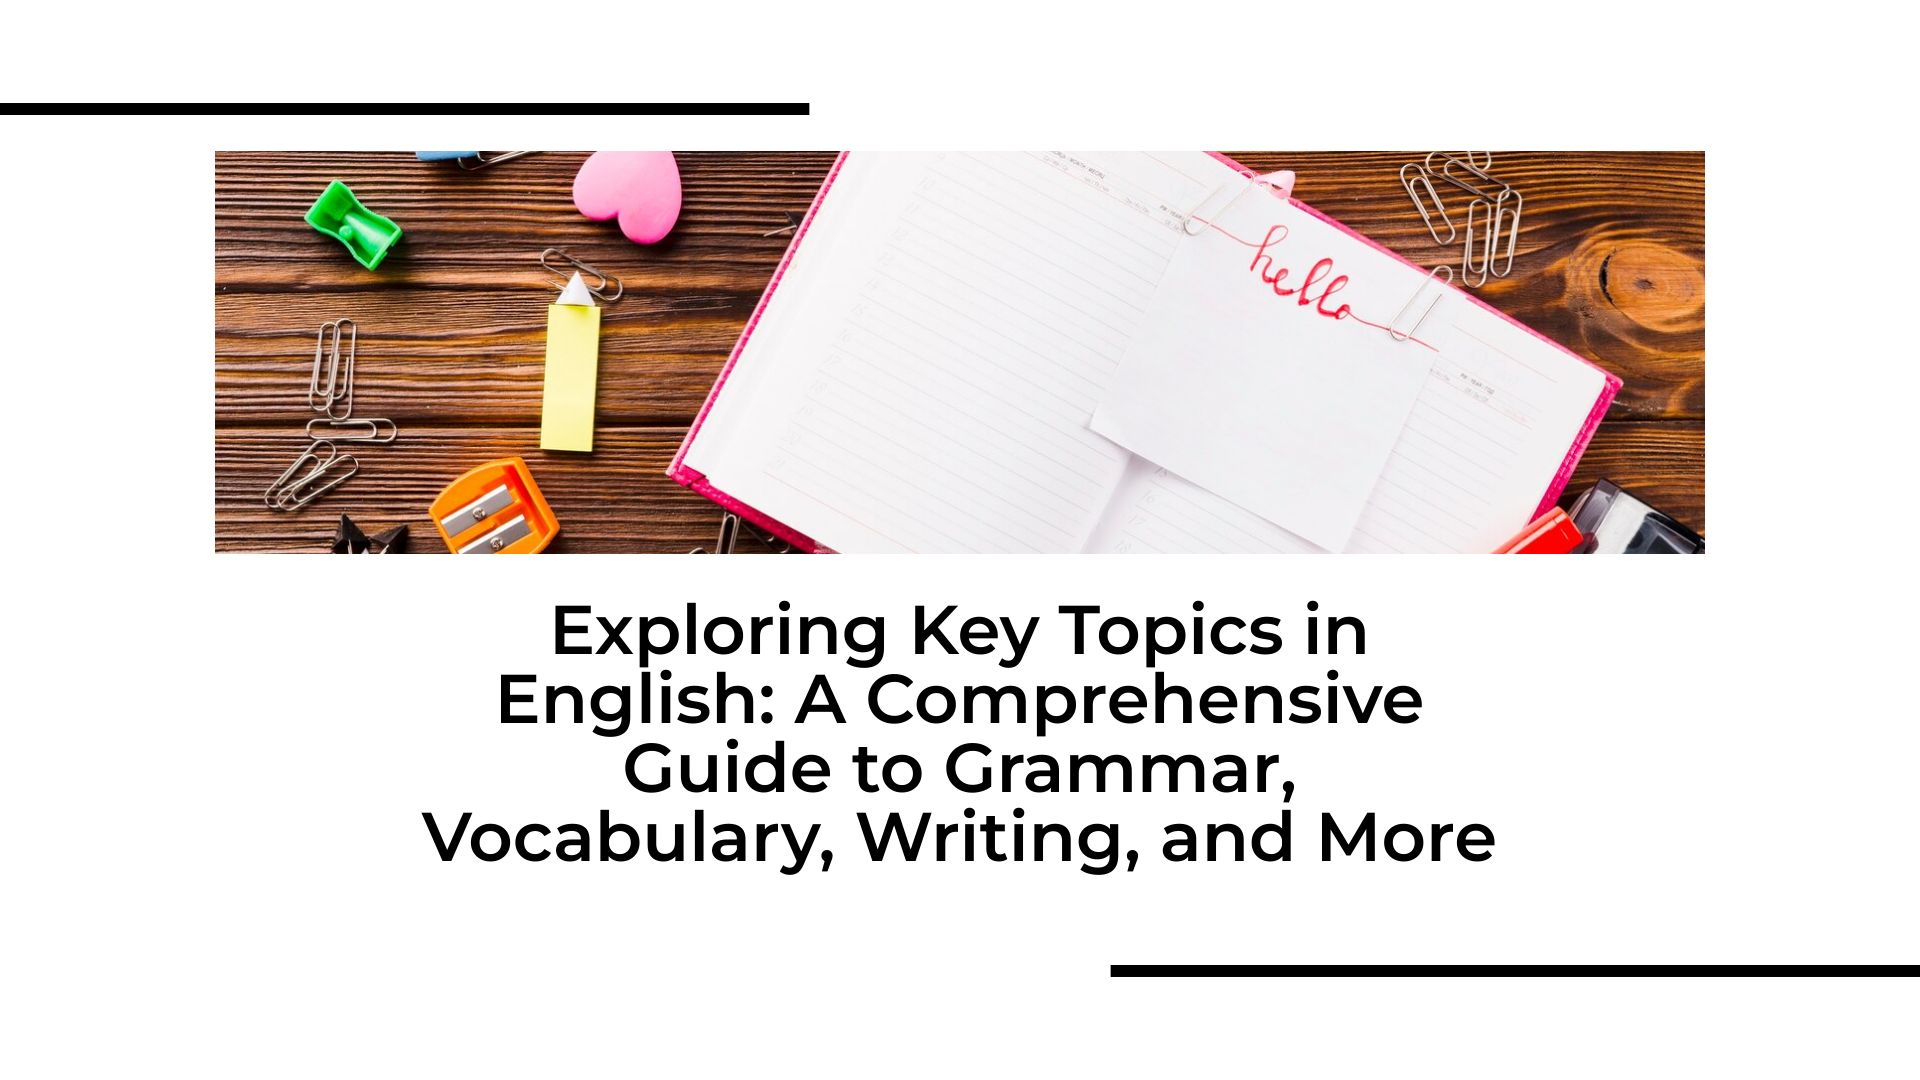 hello
Exploring Key Topics in
English: A Comprehensive
Guide to Grammar,
Vocabulary, Writing, and More